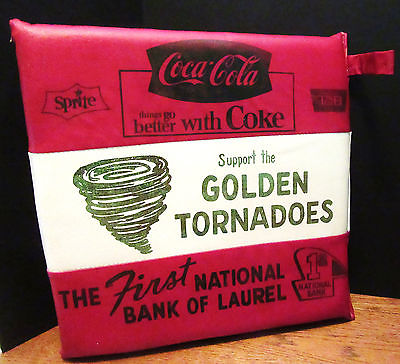 Coca-Cola
Sprite
things go
better with Coke
TAB
Support the
GOLDEN
TORNADOES
THE First NATIONAL
BANK OF LAUREL
1st
NATIONAL
BANK